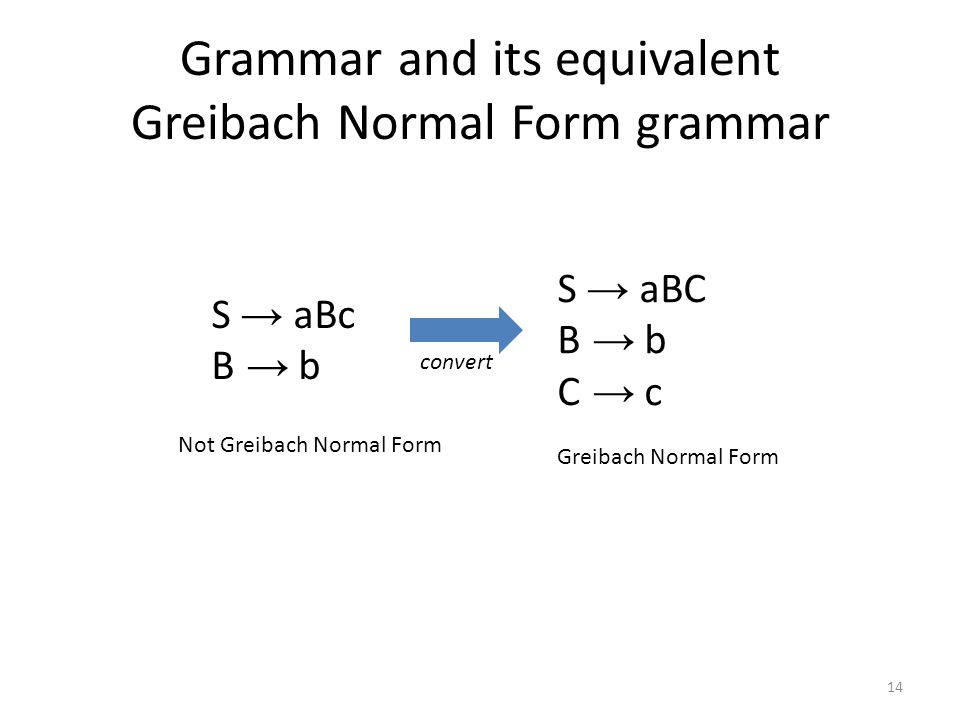 Grammar and its equivalent
Greibach Normal Form grammar
S → aBc
B → b
Not Greibach Normal Form
convert
S → aBC
B → b
C → c
Greibach Normal Form
14